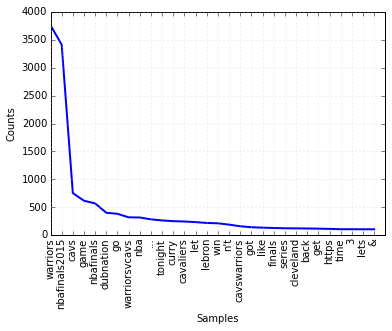 4000
3500
3000
2500
2000
1500
1000
500
0
Counts
warriors
nbafinals2015
cavs
game
nbafinals
dubnation
go
warriorsvcavs
nba
...
tonight
curry
cavaliers
let
lebron
win
n't
cavswarriors
got
like
finals
series
cleveland
back
get
https
time
3
lets
&
Samples